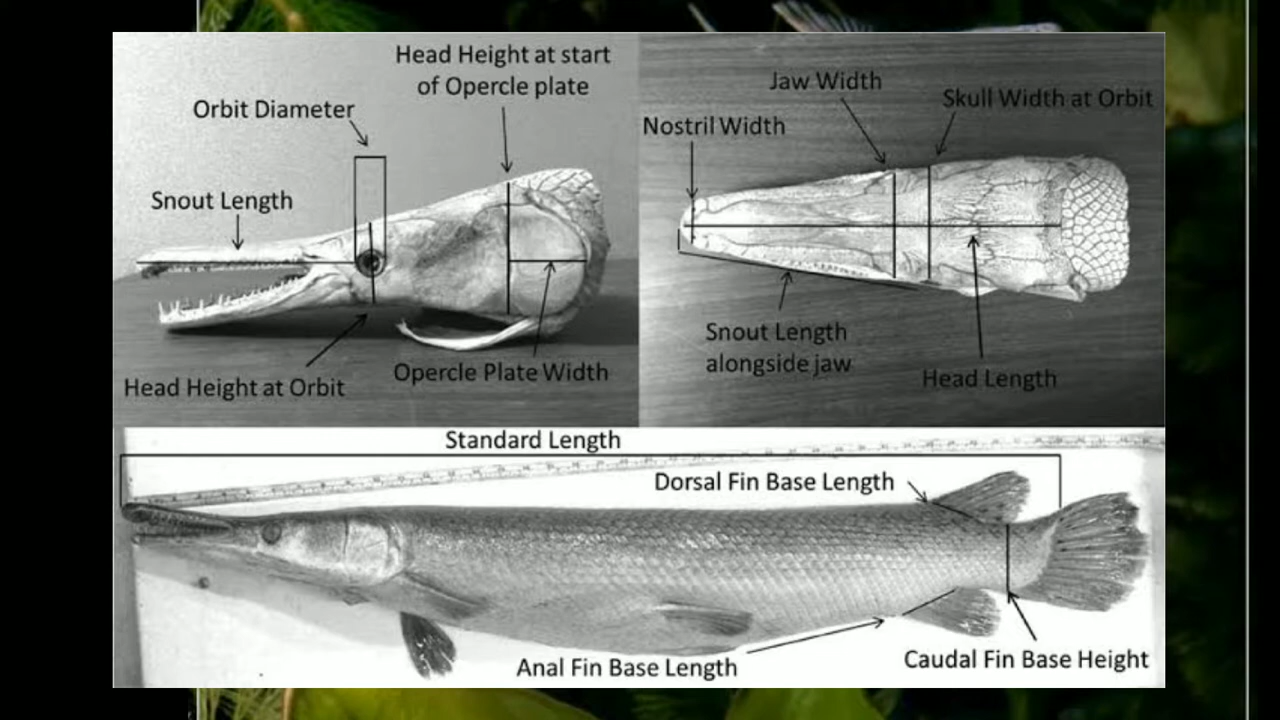 Head Height at start
of Opercle plate
Orbit Diameter
Snout Length
Head Height at Orbit
Opercle Plate Width
Jaw Width
Skull Width at Orbit
Nostril Width
Snout Length
alongside jaw
Head Length
Standard Length
Dorsal Fin Base Length
Anal Fin Base Length
Caudal Fin Base Height